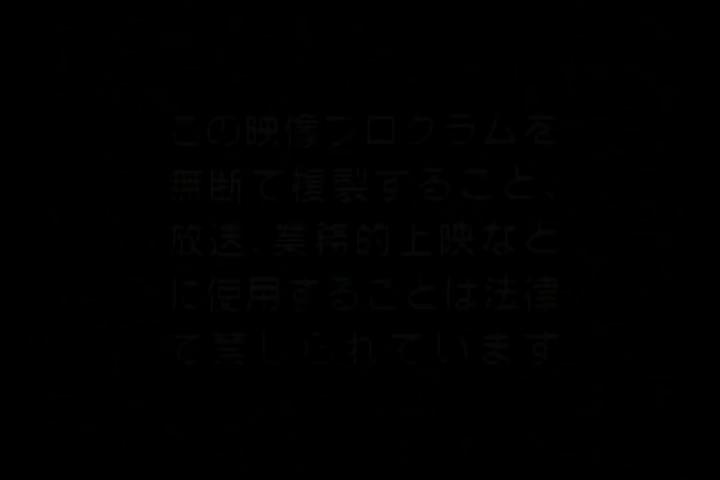 この映像プログラムを
無断で複製すること、
放送、業務的上映など
に使用することは法律
で禁じられています